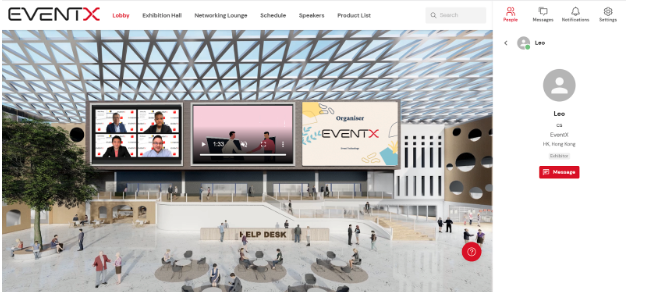 EVENTX
Lobby
Exhibition Hall
Networking Lounge
Schedule
Speakers
Product List
Search
People
Messages
Notifications
Settings
Leo
Organiser
EVENTX
1:33
HELP DESK
Leo
EventX
HK, Hong Kong
Exhibitor
Message